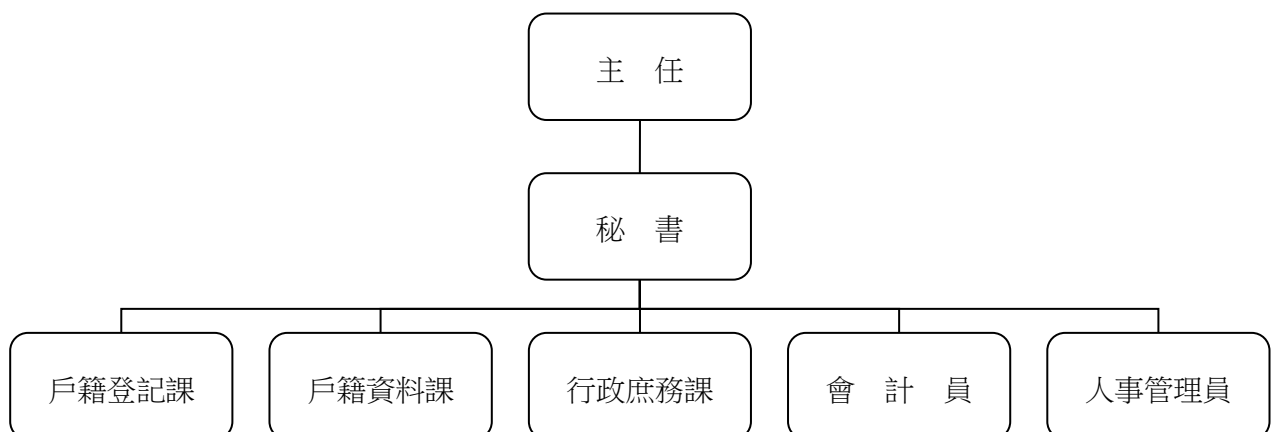 主　任
秘　書
戶籍登記課
戶籍資料課
行政庶務課
會　計　員
人事管理員